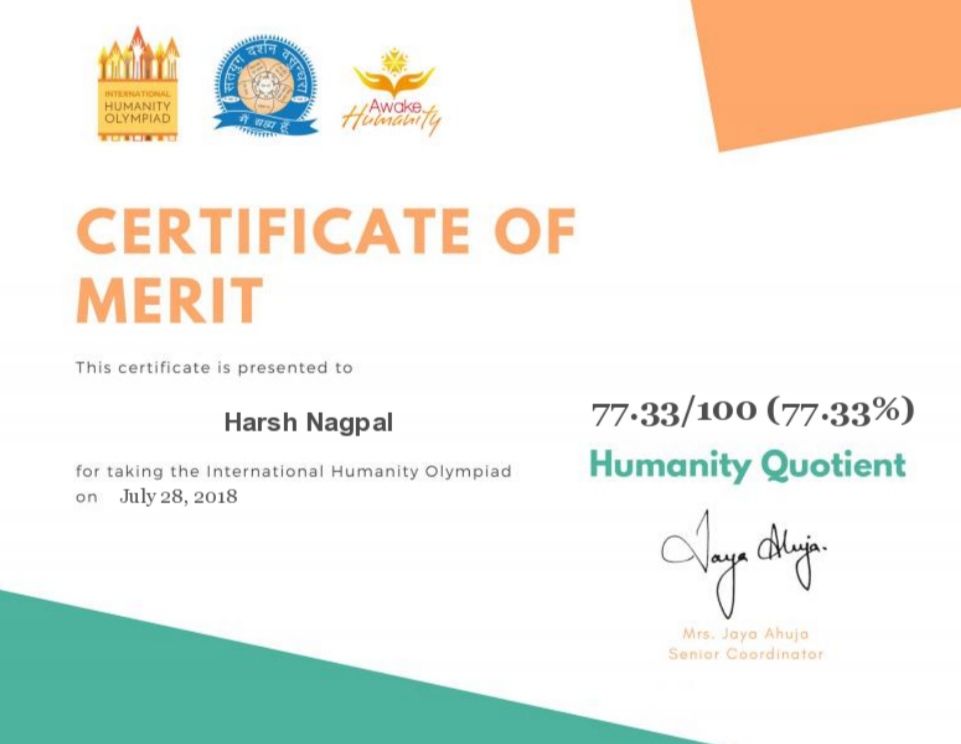 INTERNATIONAL
HUMANITY
OLYMPIAD
सतयुग दर्शन वसुन्धरा
Awake
Humanity
CERTIFICATE OF
MERIT
This certificate is presented to
Harsh Nagpal
for taking the International Humanity Olympiad
on July 28, 2018
77.33/100 (77.33%)
Humanity Quotient
Jaya Ahuja.
Mrs. Jaya Ahuja
Senior Coordinator